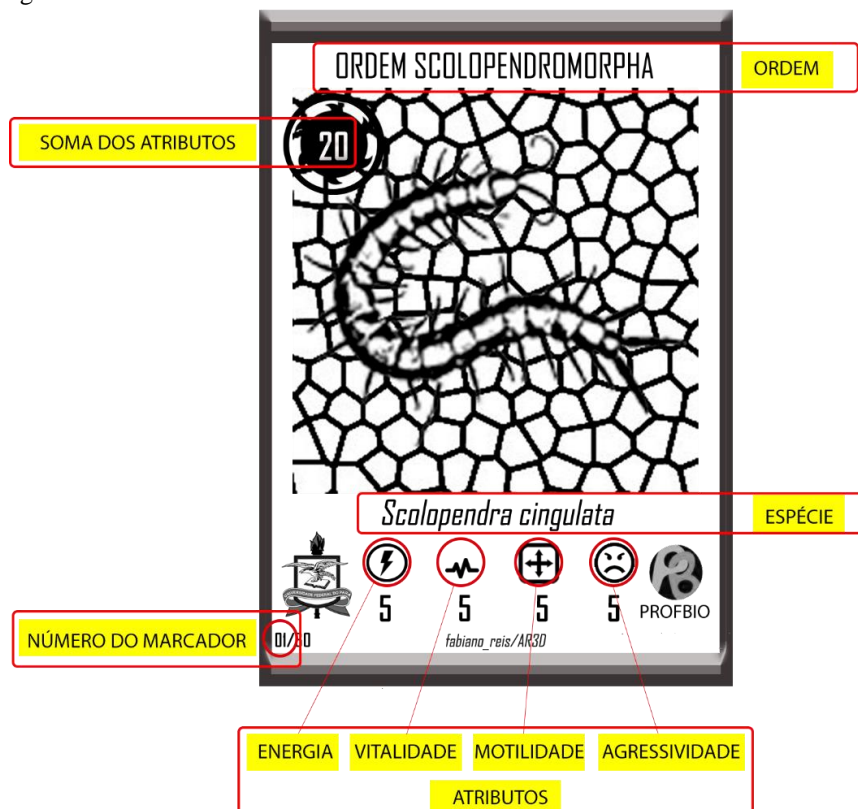 ORDEM SCOLOPENDROMORPHA
ORDEM
SOMA DOS ATRIBUTOS
20
Scolopendra cingulata
ESPÉCIE
5 5 5 5
PROFBIO
NÚMERO DO MARCADOR
01/30
fabiano_reis/AR3D
ENERGIA VITALIDADE MOTILIDADE AGRESSIVIDADE
ATRIBUTOS